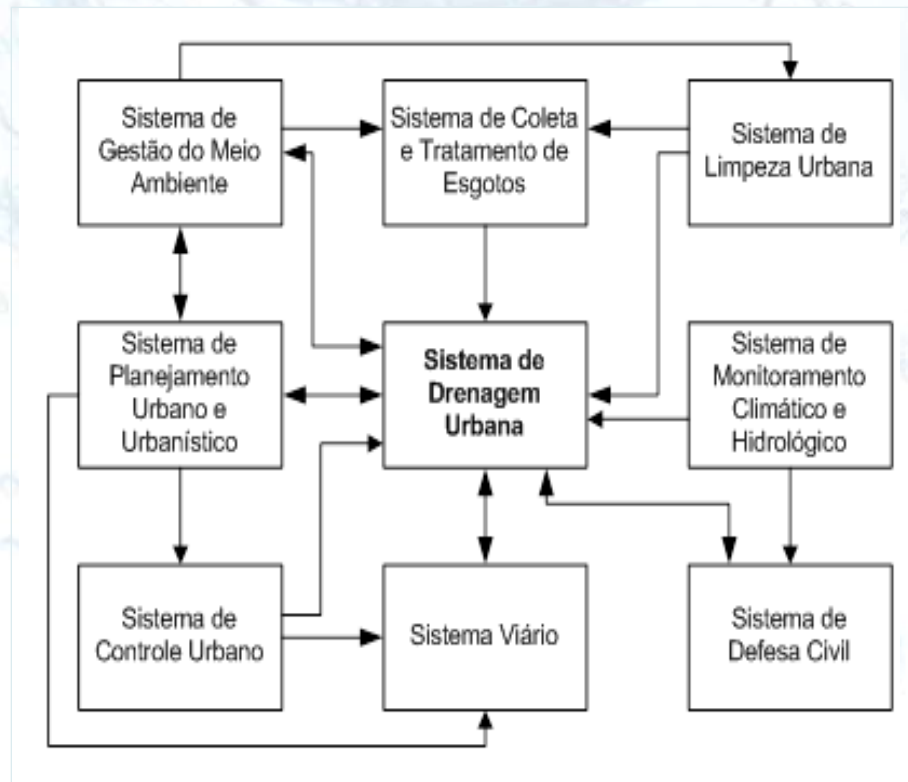 Sistema de
Gestão do Meio
Ambiente
Sistema de Coleta
e Tratamento de
Esgotos
Sistema de
Limpeza Urbana
Sistema de
Planejamento
Urbano e
Urbanístico
Sistema de
Drenagem
Urbana
Sistema de
Monitoramento
Climático e
Hidrológico
Sistema de
Controle Urbano
Sistema Viário
Sistema de
Defesa Civil